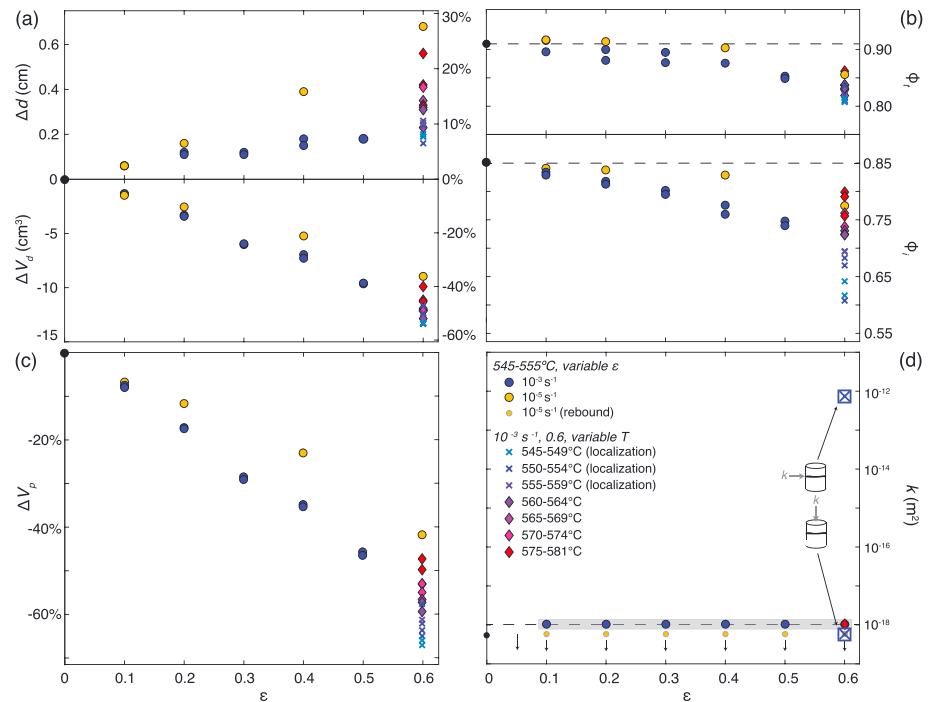 (a)
0.6
0.4
0.2
0
Δd (cm)
30%
20%
10%
0%
-5
-10
-15
ΔV_d (cm³)
-20%
-40%
-60%
(b)
0.90
0.80
ϕ_t
0.85
0.75
0.65
0.55
ϕ_i
(c)
-20%
-40%
-60%
ΔV_p
0 0.1 0.2 0.3 0.4 0.5 0.6
ε
(d)
545-555°C, variable ε
10⁻³ s⁻¹
10⁻⁵ s⁻¹
10⁻⁵ s⁻¹ (rebound)
10⁻³ s⁻¹, 0.6, variable T
545-549°C (localization)
550-554°C (localization)
555-559°C (localization)
560-564°C
565-569°C
570-574°C
575-581°C
k
k
10⁻¹²
10⁻¹⁴
10⁻¹⁶
10⁻¹⁸
k (m²)
0 0.1 0.2 0.3 0.4 0.5 0.6
ε